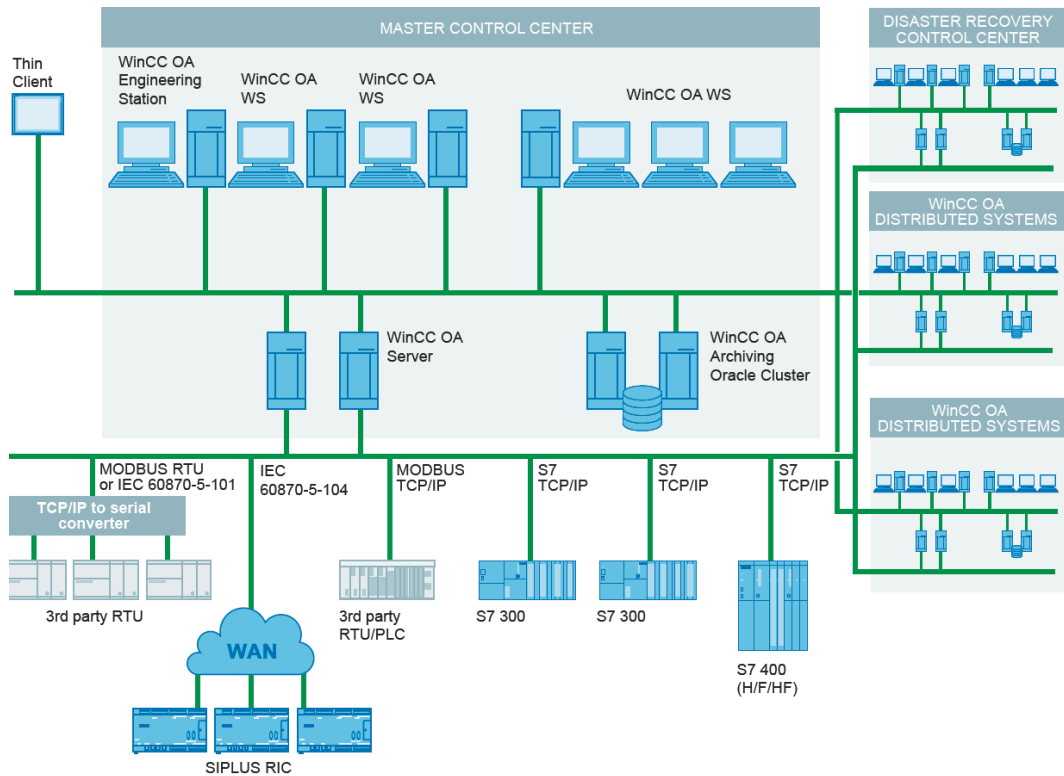 MASTER CONTROL CENTER
DISASTER RECOVERY
CONTROL CENTER
Thin
Client
WinCC OA
Engineering
Station
WinCC OA
WS
WinCC OA
WS
WinCC OA WS
WinCC OA
DISTRIBUTED SYSTEMS
WinCC OA
Server
WinCC OA
Archiving
Oracle Cluster
WinCC OA
DISTRIBUTED SYSTEMS
MODBUS RTU
or IEC 60870-5-101
IEC
60870-5-104
MODBUS
TCP/IP
S7
TCP/IP
S7
TCP/IP
S7
TCP/IP
TCP/IP to serial
converter
3rd party RTU
3rd party
RTU/PLC
S7 300
S7 300
S7 400
(H/F/HF)
WAN
SIPLUS RIC